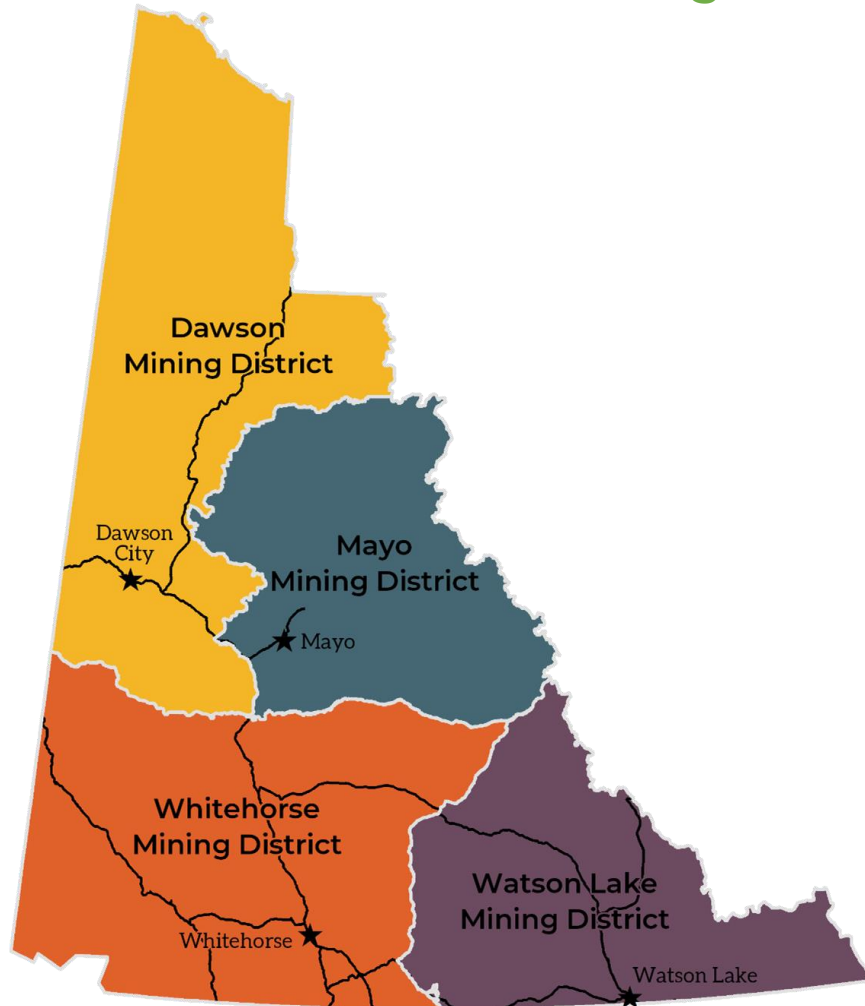 Dawson
Mining District
Dawson
City
Mayo
Mining District
Mayo
Whitehorse
Mining District
Watson Lake
Mining District
Whitehorse
Watson Lake